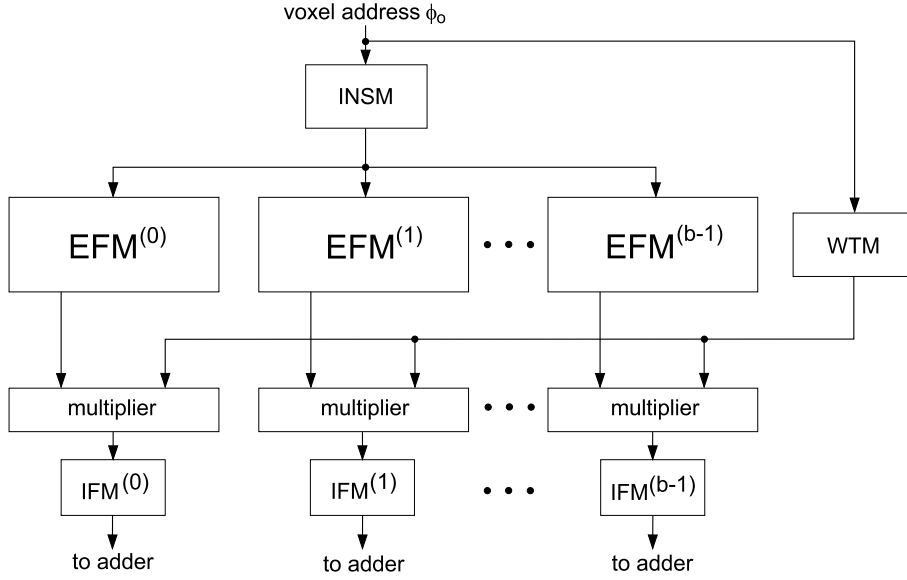 voxel address ϕo
INSM
EFM(0) EFM(1) • • • EFM(b-1)
WTM
multiplier multiplier • • • multiplier
IFM(0) IFM(1) • • • IFM(b-1)
to adder to adder to adder